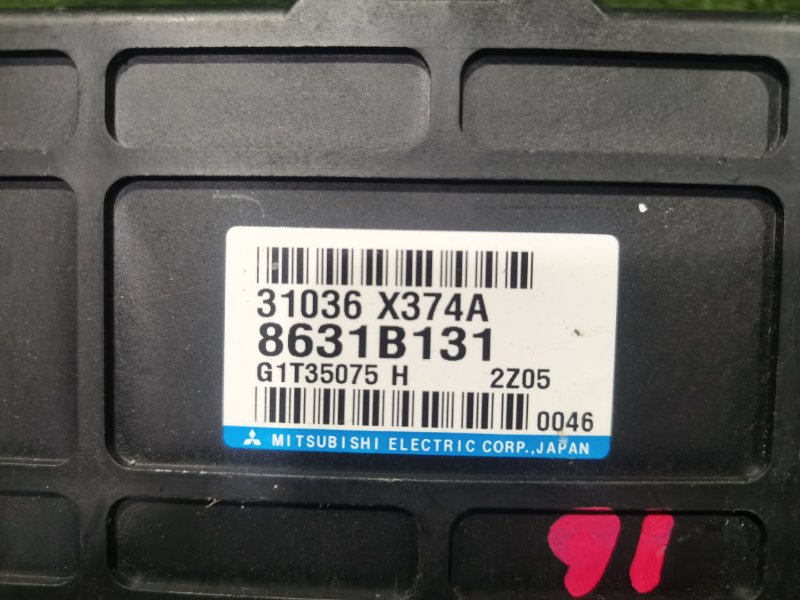 31036 X374A
8631B131
G1T35075 H 2Z05
0046
MITSUBISHI ELECTRIC CORP.,JAPAN
91